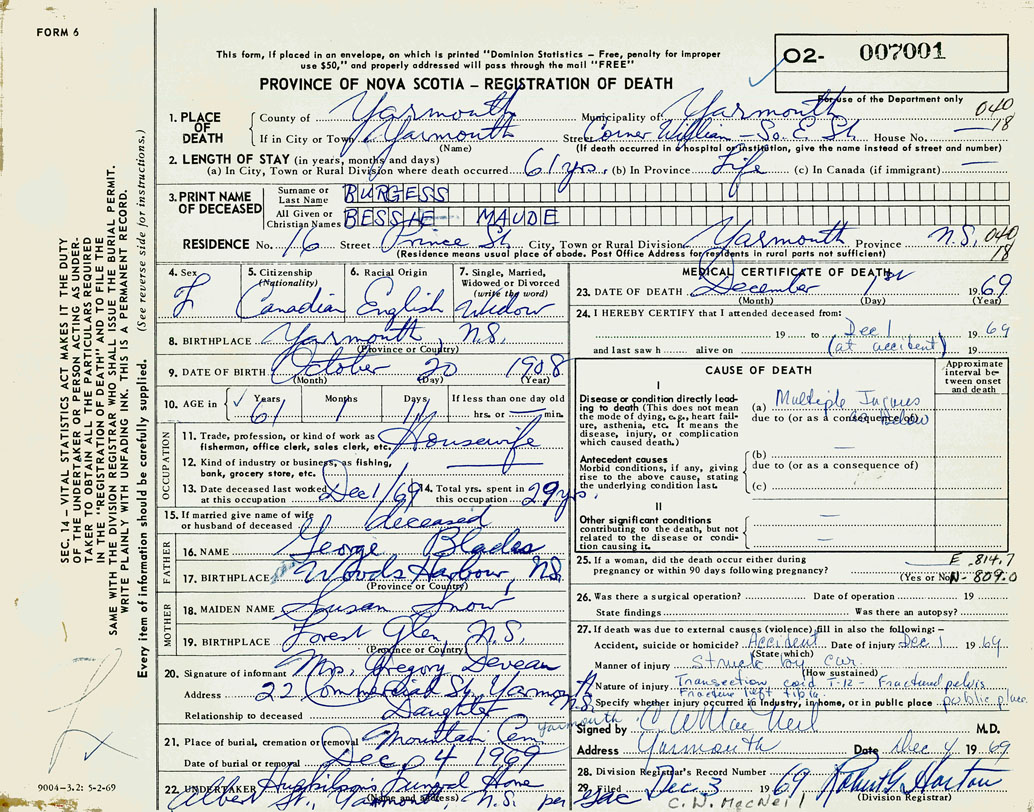 FORM 6
This form, if placed in an envelope, on which is printed "Dominion Statistics – Free, penalty for improper
use $50," and properly addressed will pass through the mail "FREE"
PROVINCE OF NOVA SCOTIA – REGISTRATION OF DEATH
O2- 007001
For use of the Department only
1. PLACE OF DEATH
County of Yarmouth Municipality of Yarmouth 040
If in City or Town Yarmouth Street Corner William - So. E. St. House No. — 18
(Name) (If death occurred in a hospital or institution, give the name instead of street and number)
2. LENGTH OF STAY (in years, months and days)
(a) In City, Town or Rural Division where death occurred 61 yrs. (b) In Province Life (c) In Canada (if immigrant) —
3. PRINT NAME OF DECEASED
Surname or Last Name BURGESS
All Given or Christian Names BESSIE MAUDE
RESIDENCE No. 16 Street Prince St. City, Town or Rural Division Yarmouth Province N.S. 040
(Residence means usual place of abode. Post Office Address for residents in rural parts not sufficient) 18
4. Sex F
5. Citizenship (Nationality) Canadian
6. Racial Origin English
7. Single, Married, Widowed or Divorced (write the word) Widow
8. BIRTHPLACE Yarmouth, N.S.
(Province or Country)
9. DATE OF BIRTH October 20 1908
(Month) (Day) (Year)
10. AGE in ✓ Years 61 Months 1 Days 11 If less than one day old
hrs. or — min.
OCCUPATION
11. Trade, profession or kind of work as fisherman, office clerk, sales clerk, etc. Housewife
12. Kind of industry or business, as fishing, bank, grocery store, etc. —
13. Date deceased last worked at this occupation Dec 1/69 14. Total yrs. spent in this occupation 29 yrs.
15. If married give name of wife or husband of deceased deceased
FATHER
16. NAME George Blades
17. BIRTHPLACE Woods Harbour, N.S.
(Province or Country)
MOTHER
18. MAIDEN NAME Susan Snow
19. BIRTHPLACE Forest Glen, N.S.
(Province or Country)
20. Signature of informant Mrs. Gregory Deveau
Address 22 Commercial St. Yarmouth N.S.
Relationship to deceased Daughter
21. Place of burial, cremation or removal Mountain Cem Yarmouth
Date of burial or removal Dec 4 1969
22. UNDERTAKER Funeral Home
(Name and address)
Albert St., N.S. per
MEDICAL CERTIFICATE OF DEATH
23. DATE OF DEATH December 1st 1969
(Month) (Day) (Year)
24. I HEREBY CERTIFY that I attended deceased from:
19 to Dec 1 1969
and last saw h alive on (at accident) 19
CAUSE OF DEATH
Approximate interval between onset and death
I
Disease or condition directly leading to death (This does not mean the mode of dying, e.g., heart failure, asthenia, etc. It means the disease, injury, or complication which caused death.)
(a) Multiple Injuries
due to (or as a consequence of) as below
Antecedent causes
Morbid conditions, if any, giving rise to the above cause, stating the underlying condition last.
(b) —
due to (or as a consequence of)
(c)
II
Other significant conditions
contributing to the death, but not related to the disease or condition causing it. —
25. If a woman, did the death occur either during pregnancy or within 90 days following pregnancy? E-814.7
(Yes or No) N-809.0
26. Was there a surgical operation? Date of operation 19
State findings Was there an autopsy?
27. If death was due to external causes (violence) fill in also the following: –
Accident, suicide or homicide? Accident Date of injury Dec 1 1969
(State which)
Manner of injury Struck by Car
(How sustained)
Nature of injury Transection cord T-12 - Fractured pelvis
Fracture left tibia
Specify whether injury occurred in industry, in home, or in public place public place
Signed by C W MacNeil M.D.
Address Yarmouth Date Dec 4 1969
28. Division Registrar's Record Number
29. Filed Dec 3 1969 Robert G. Horton
C. W. MacNeil (Division Registrar)
SEC. 14 – VITAL STATISTICS ACT MAKES IT THE DUTY
OF THE UNDERTAKER OR PERSON ACTING AS UNDER-
TAKER TO OBTAIN ALL THE PARTICULARS REQUIRED
IN THE "REGISTRATION OF DEATH" AND TO FILE THE
SAME WITH THE DIVISION REGISTRAR WHO SHALL ISSUE THE BURIAL PERMIT.
WRITE PLAINLY WITH UNFADING INK. THIS IS A PERMANENT RECORD.
Every item of information should be carefully supplied. (See reverse side for instructions.)
9004–3.2: 5-2-69